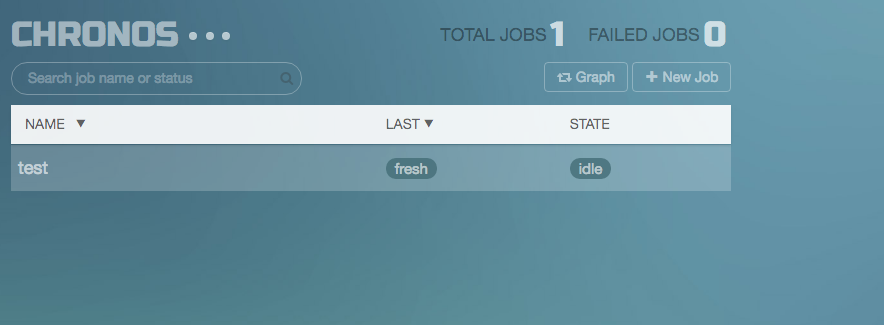 CHRONOS
TOTAL JOBS 1 FAILED JOBS 0
Search job name or status
Graph + New Job
NAME LAST STATE
test fresh idle